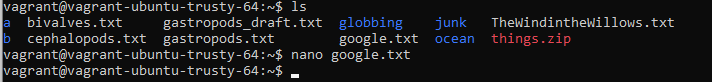 vagrant@vagrant-ubuntu-trusty-64:~$ ls
a bivalves.txt gastropods_draft.txt globbing junk TheWindintheWillows.txt
b cephalopods.txt gastropods.txt google.txt ocean things.zip
vagrant@vagrant-ubuntu-trusty-64:~$ nano google.txt
vagrant@vagrant-ubuntu-trusty-64:~$